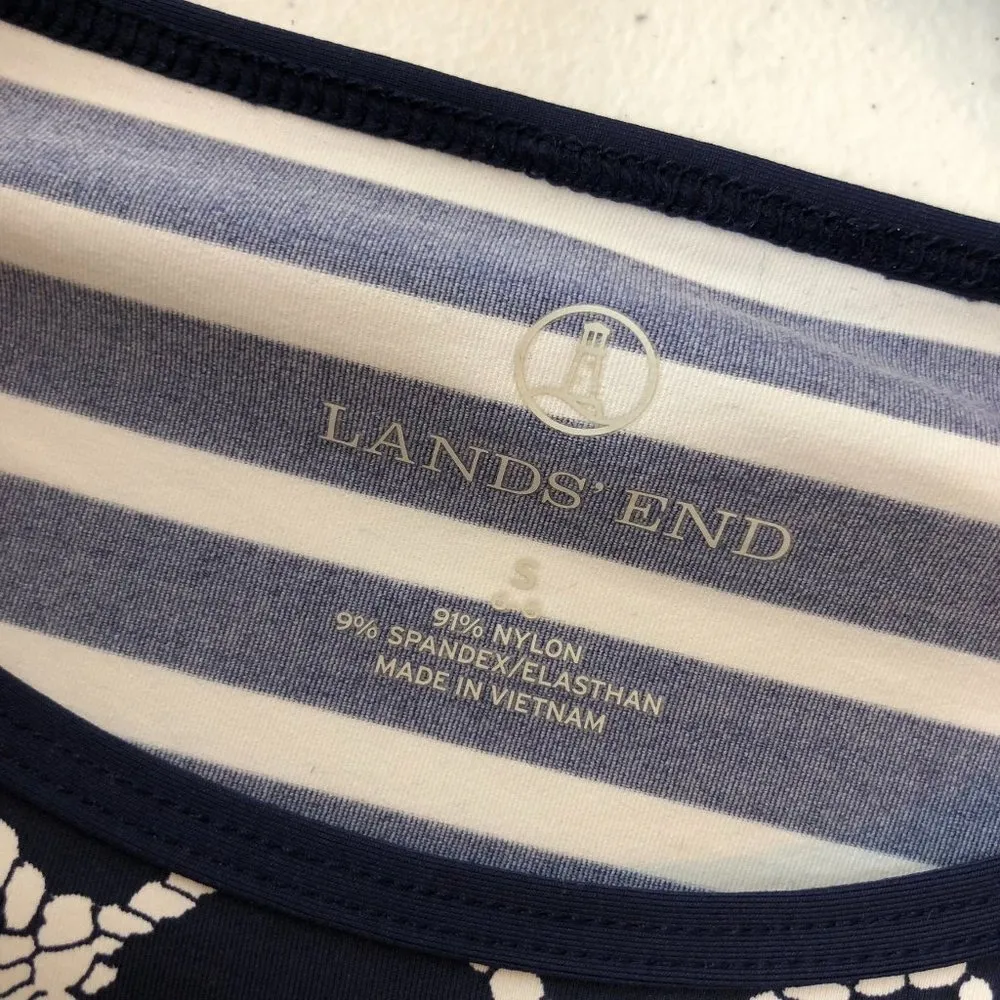 LANDS' END
S
91% NYLON
9% SPANDEX/ELASTHAN
MADE IN VIETNAM